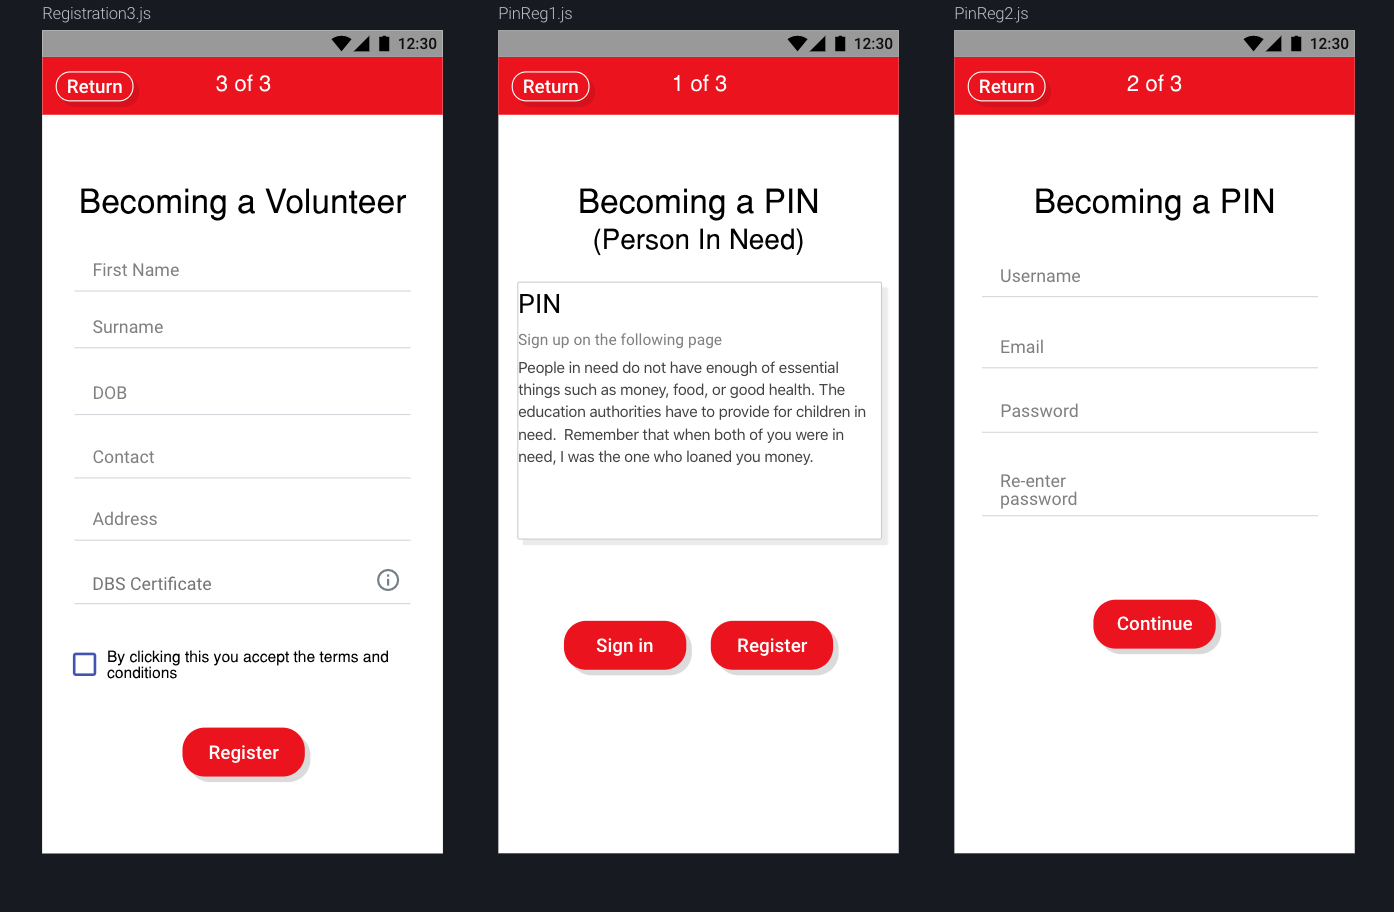 Registration3.js
12:30
Return
3 of 3
Becoming a Volunteer
First Name
Surname
DOB
Contact
Address
DBS Certificate
By clicking this you accept the terms and
conditions
Register
PinReg1.js
12:30
Return
1 of 3
Becoming a PIN
(Person In Need)
PIN
Sign up on the following page
People in need do not have enough of essential
things such as money, food, or good health. The
education authorities have to provide for children in
need.  Remember that when both of you were in
need, I was the one who loaned you money.
Sign in
Register
PinReg2.js
12:30
Return
2 of 3
Becoming a PIN
Username
Email
Password
Re-enter
password
Continue